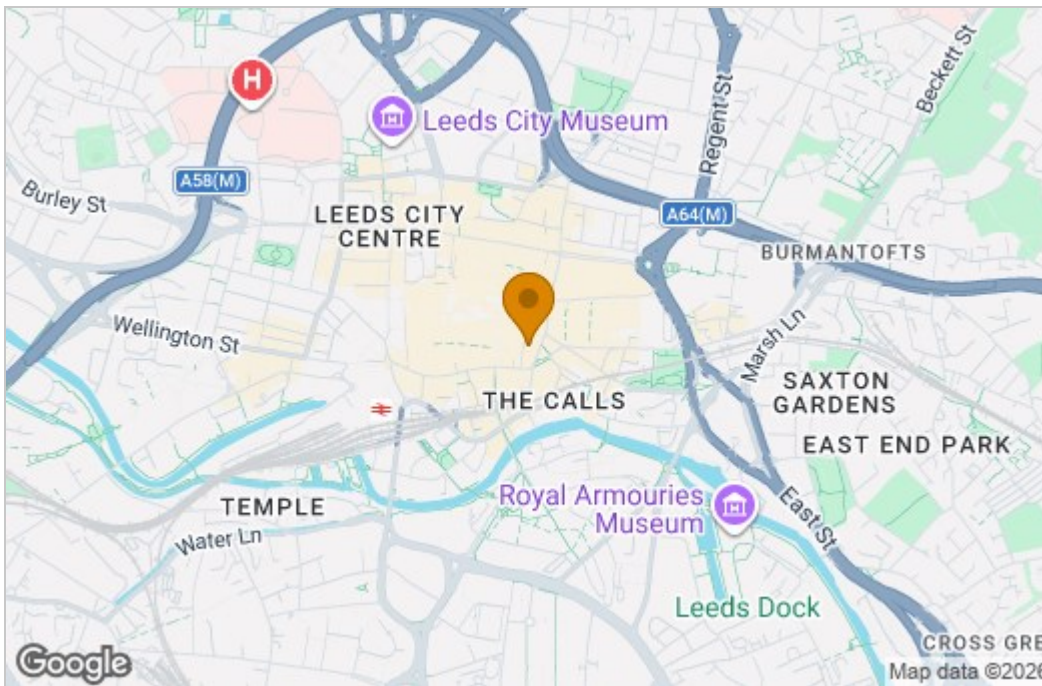 H
Leeds City Museum
Beckett St
Regent St
A58(M)
Burley St
A64(M)
LEEDS CITY
CENTRE
BURMANTOFTS
Wellington St
Marsh Ln
SAXTON
GARDENS
THE CALLS
EAST END PARK
TEMPLE
Royal Armouries
Museum
East St
Water Ln
Leeds Dock
CROSS GRE
Google
Map data ©2026